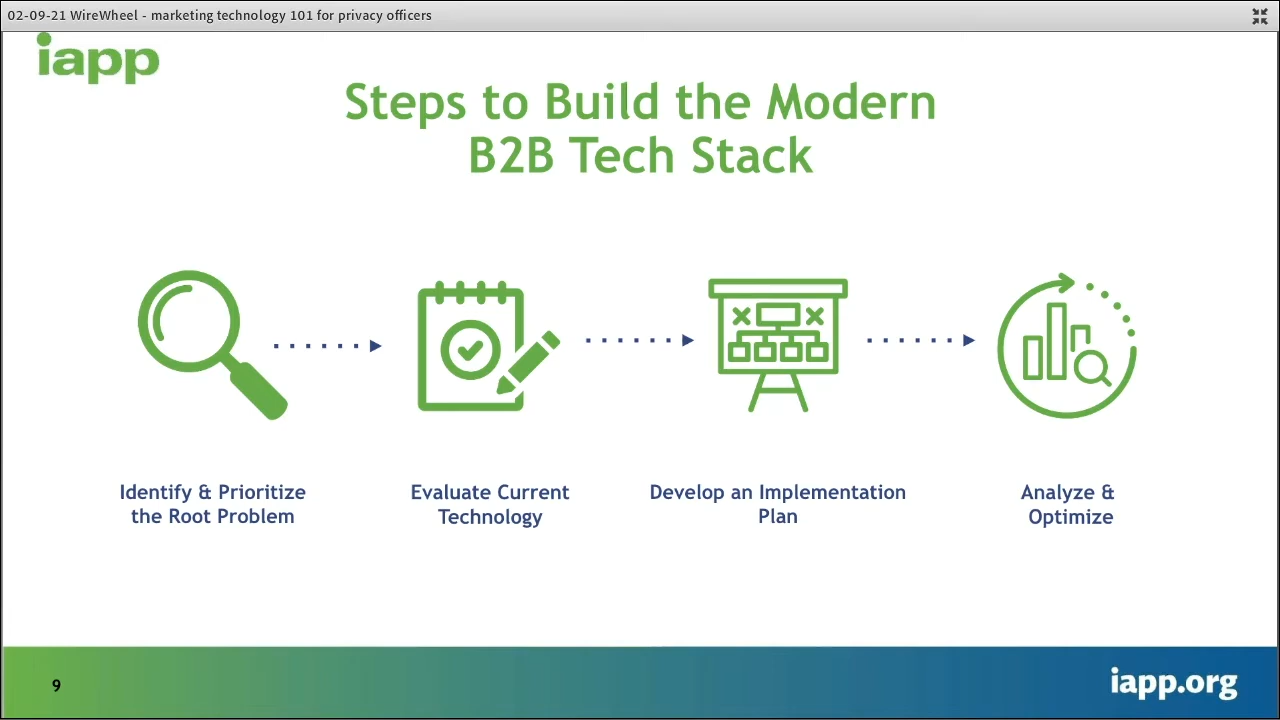 02-09-21 WireWheel - marketing technology 101 for privacy officers
iapp
Steps to Build the Modern
B2B Tech Stack
Identify & Prioritize
the Root Problem
Evaluate Current
Technology
Develop an Implementation
Plan
Analyze &
Optimize
9
iapp.org